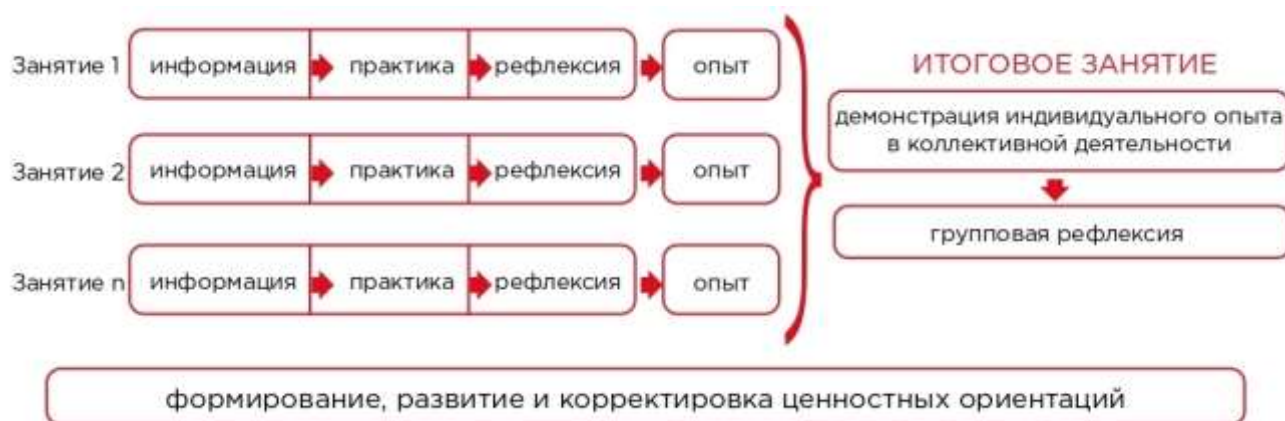 Занятие 1 информация практика рефлексия опыт
Занятие 2 информация практика рефлексия опыт
Занятие n информация практика рефлексия опыт
ИТОГОВОЕ ЗАНЯТИЕ
демонстрация индивидуального опыта
в коллективной деятельности
групповая рефлексия
формирование, развитие и корректировка ценностных ориентаций